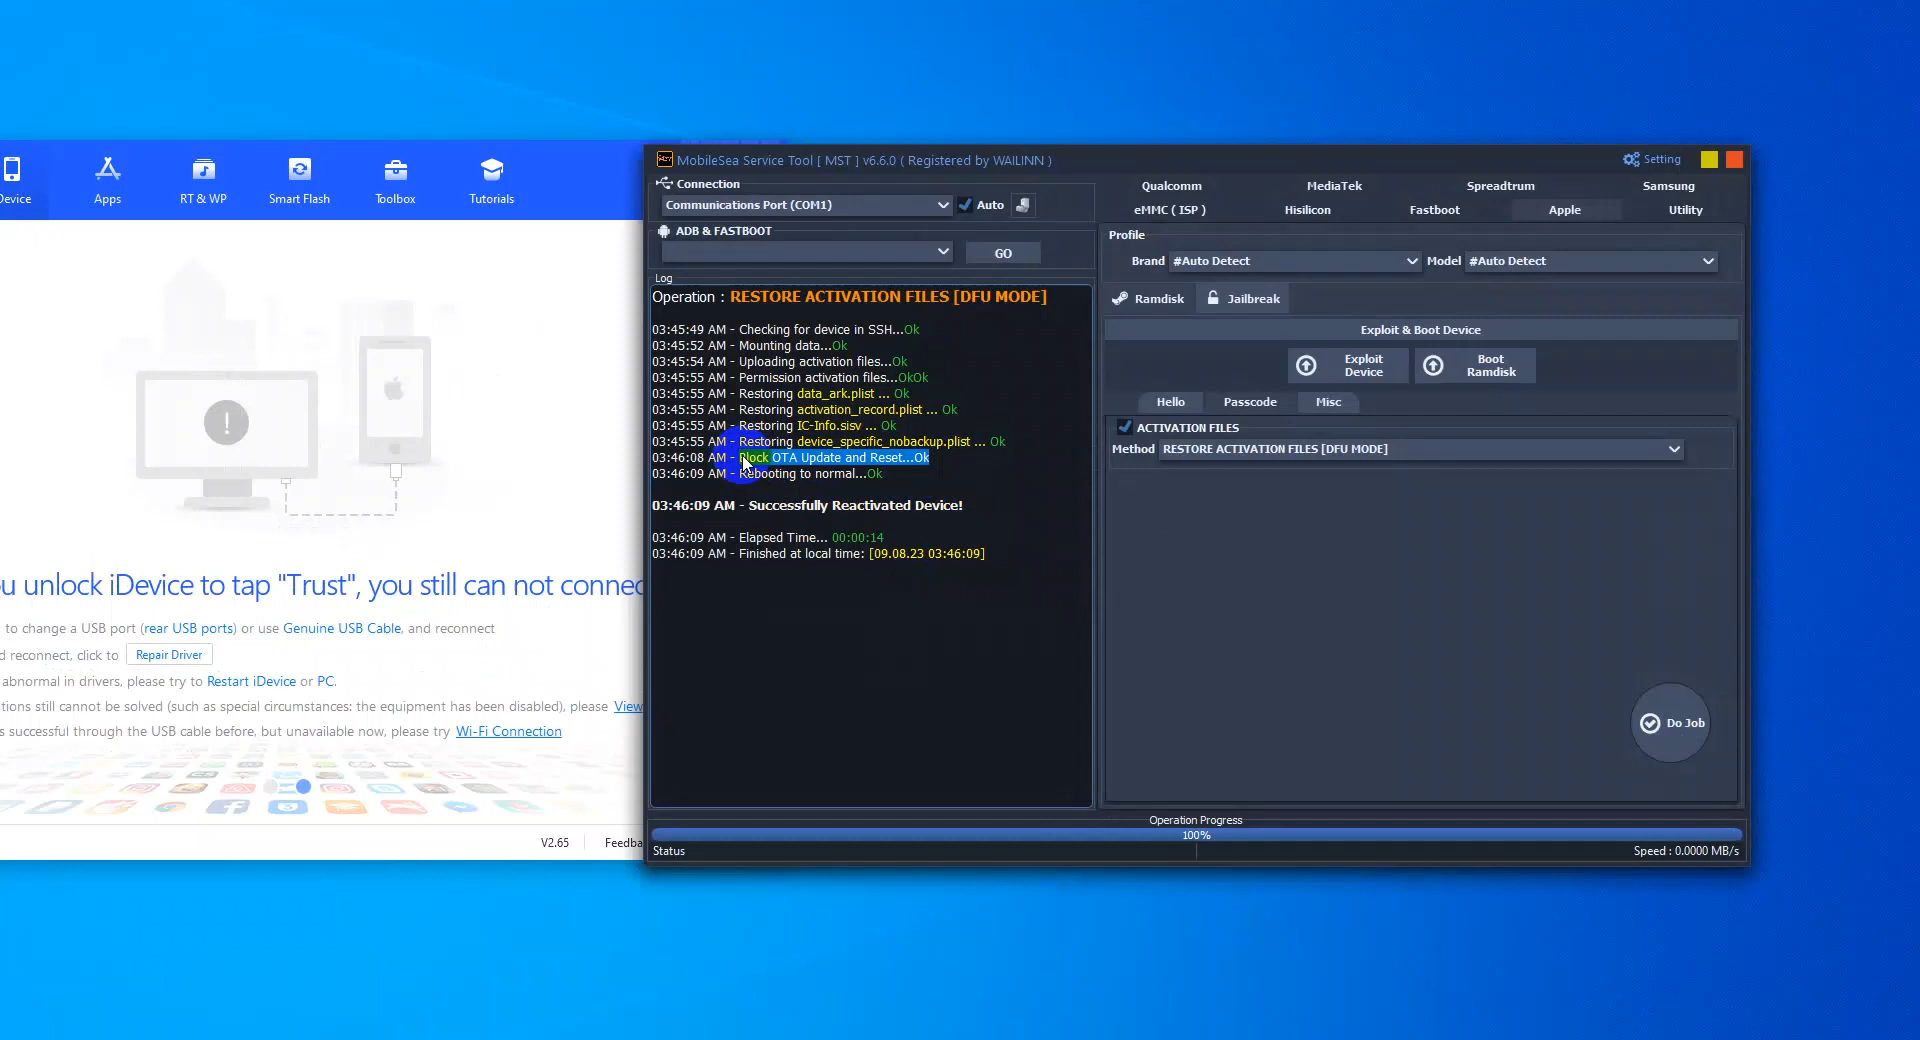 Device
Apps
RT & WP
Smart Flash
Toolbox
Tutorials
u unlock iDevice to tap "Trust", you still can not connec
to change a USB port (rear USB ports) or use Genuine USB Cable, and reconnect
d reconnect, click to Repair Driver
abnormal in drivers, please try to Restart iDevice or PC.
tions still cannot be solved (such as special circumstances: the equipment has been disabled), please View
s successful through the USB cable before, but unavailable now, please try Wi-Fi Connection
V2.65
Feedba
MobileSea Service Tool [ MST ] v6.6.0 ( Registered by WAILINN )
Setting
Connection
Communications Port (COM1)
Auto
ADB & FASTBOOT
GO
Log
Operation : RESTORE ACTIVATION FILES [DFU MODE]
03:45:49 AM - Checking for device in SSH...Ok
03:45:52 AM - Mounting data...Ok
03:45:54 AM - Uploading activation files...Ok
03:45:55 AM - Permission activation files...OkOk
03:45:55 AM - Restoring data_ark.plist ... Ok
03:45:55 AM - Restoring activation_record.plist ... Ok
03:45:55 AM - Restoring IC-Info.sisv ... Ok
03:45:55 AM - Restoring device_specific_nobackup.plist ... Ok
03:46:08 AM - Block OTA Update and Reset...Ok
03:46:09 AM - Rebooting to normal...Ok
03:46:09 AM - Successfully Reactivated Device!
03:46:09 AM - Elapsed Time... 00:00:14
03:46:09 AM - Finished at local time: [09.08.23 03:46:09]
Qualcomm
MediaTek
Spreadtrum
Samsung
eMMC ( ISP )
Hisilicon
Fastboot
Apple
Utility
Profile
Brand #Auto Detect
Model #Auto Detect
Ramdisk
Jailbreak
Exploit & Boot Device
Exploit
Device
Boot
Ramdisk
Hello
Passcode
Misc
ACTIVATION FILES
Method RESTORE ACTIVATION FILES [DFU MODE]
Do Job
Operation Progress
100%
Status
Speed : 0.0000 MB/s